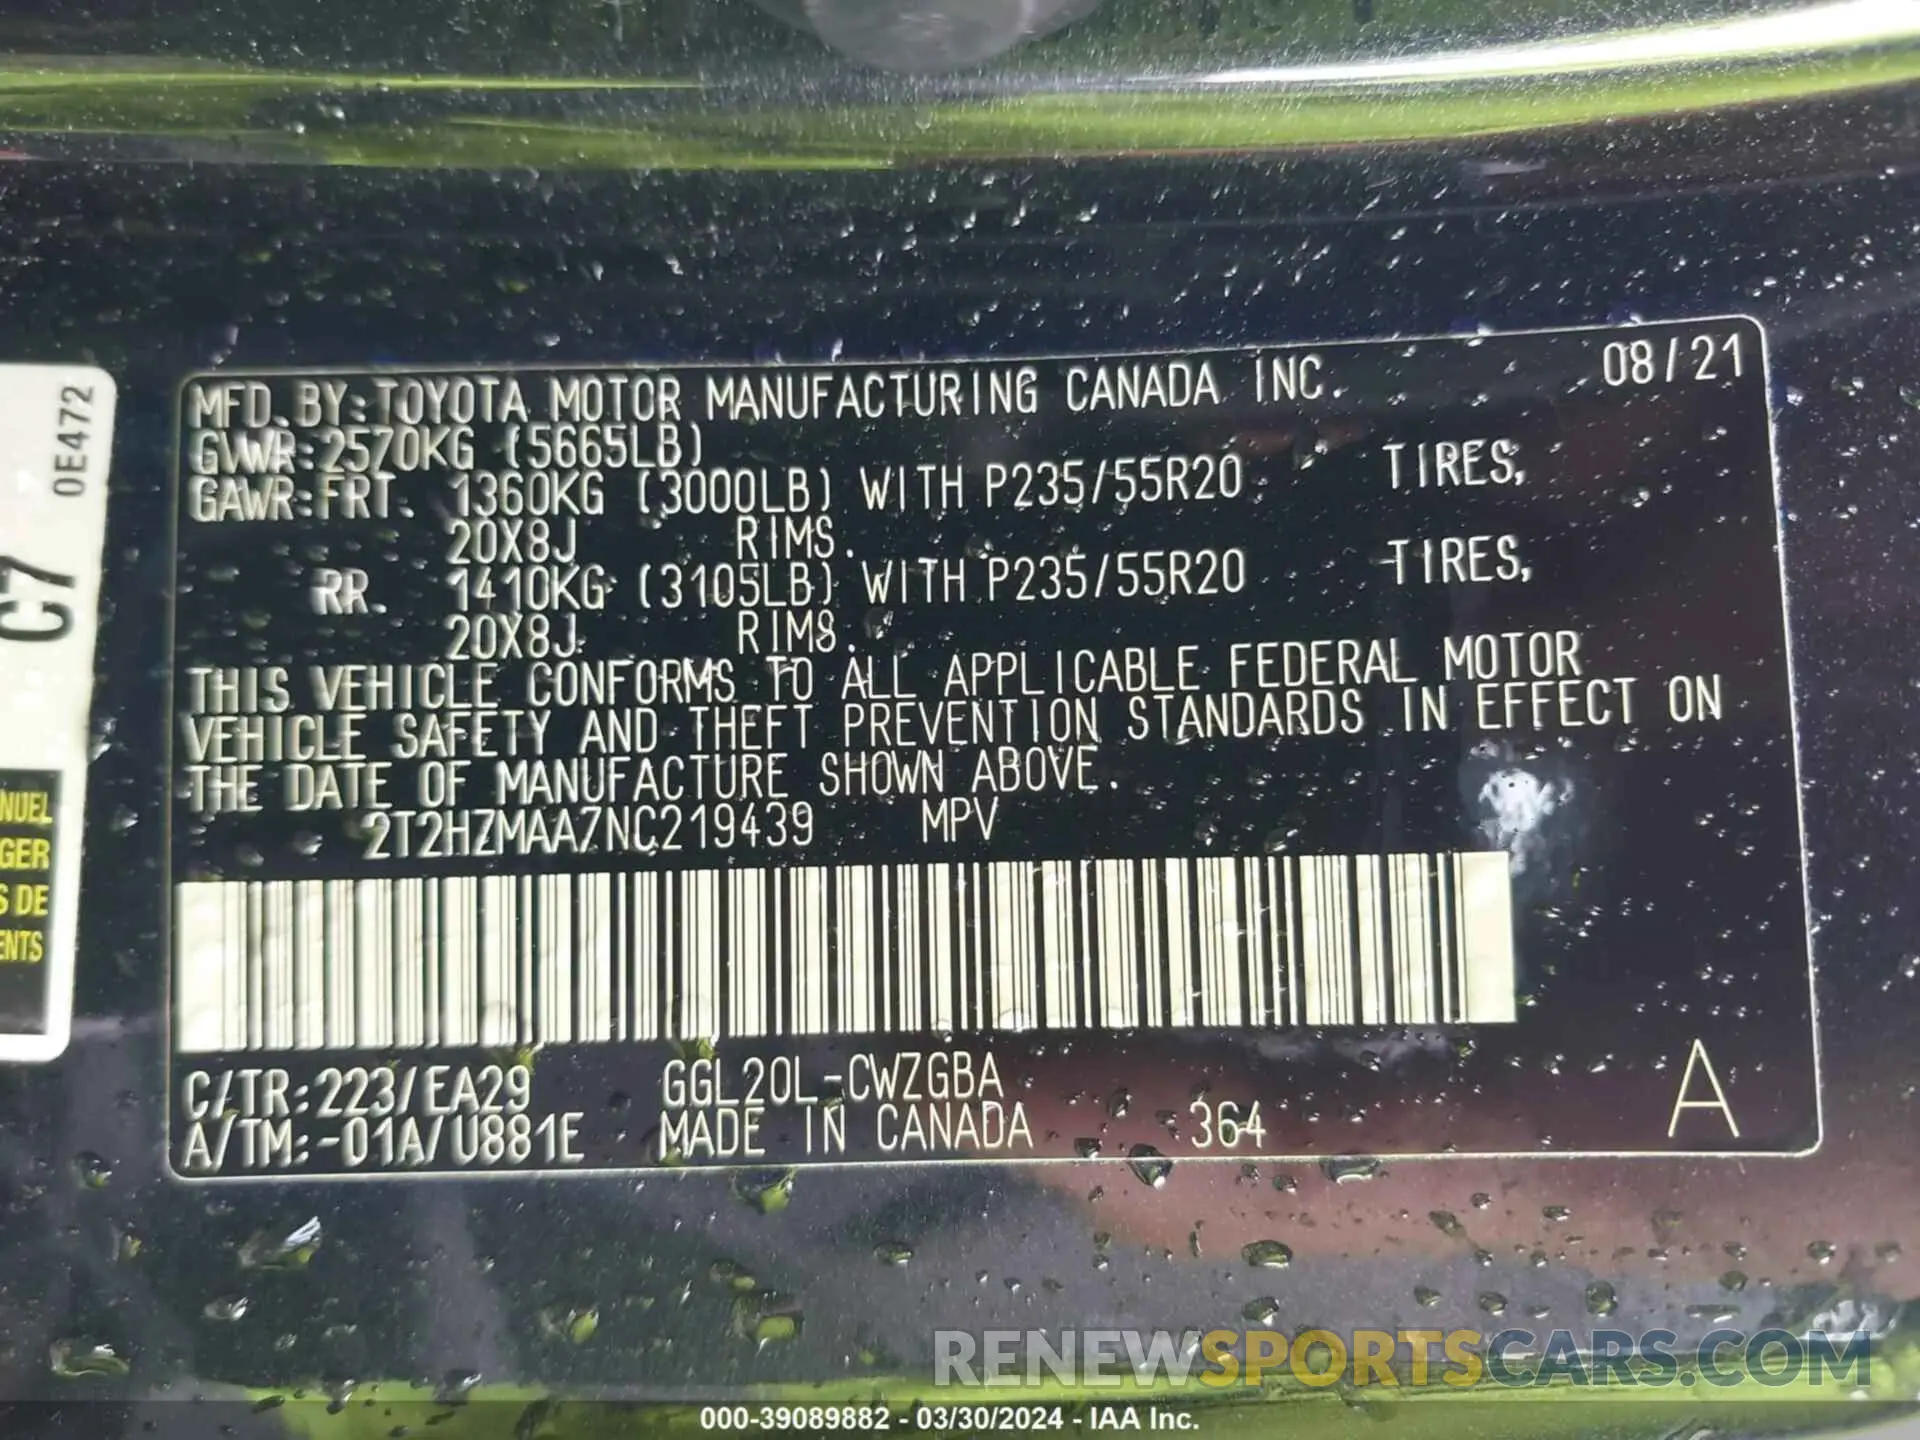 MFD. BY: TOYOTA MOTOR MANUFACTURING CANADA INC. 08/21
GVWR: 2570KG (5665LB)
GAWR: FRT. 1360KG (3000LB) WITH P235/55R20 TIRES,
20X8J RIMS.
RR. 1410KG (3105LB) WITH P235/55R20 TIRES,
20X8J RIMS.
THIS VEHICLE CONFORMS TO ALL APPLICABLE FEDERAL MOTOR
VEHICLE SAFETY AND THEFT PREVENTION STANDARDS IN EFFECT ON
THE DATE OF MANUFACTURE SHOWN ABOVE.
2T2HZMAA7NC219439 MPV
C/TR: 223/EA29 GGL20L-CWZGBA
A/TM: -01A/U881E MADE IN CANADA 364 A
0E472
C7
NUEL
GER
S DE
ENTS
RENEWSPORTSCARS.COM
000-39089882 - 03/30/2024 - IAA Inc.